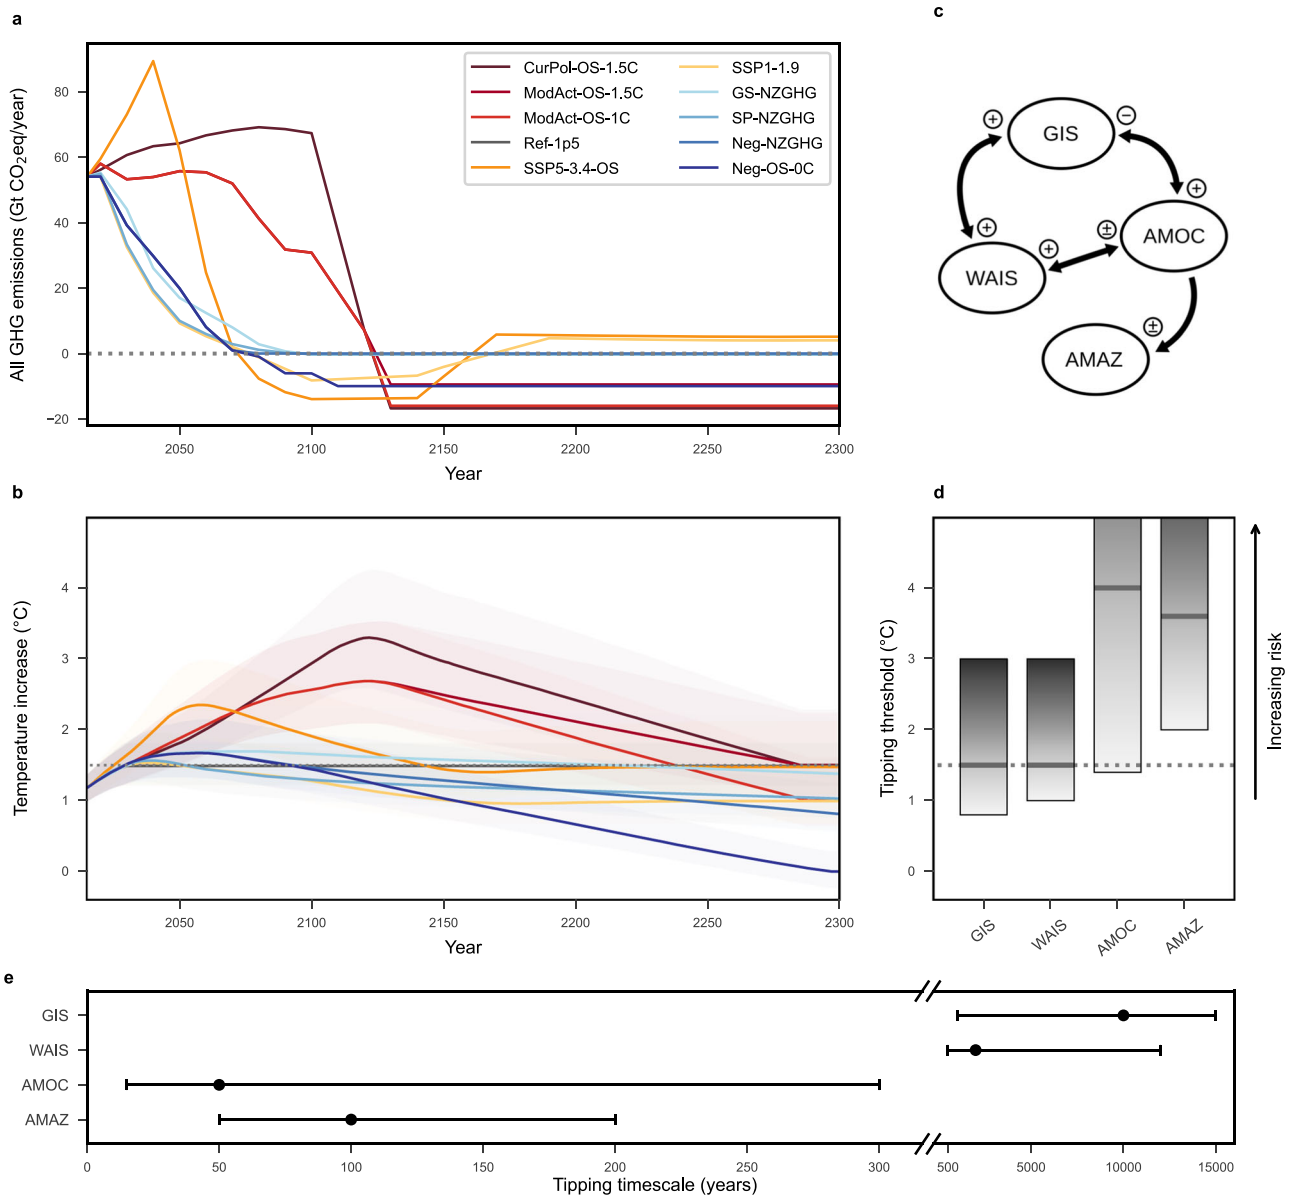 a
All GHG emissions (Gt CO₂eq/year)
80
60
40
20
0
−20
CurPol-OS-1.5C
ModAct-OS-1.5C
ModAct-OS-1C
Ref-1p5
SSP5-3.4-OS
SSP1-1.9
GS-NZGHG
SP-NZGHG
Neg-NZGHG
Neg-OS-0C
2050
2100
2150
2200
2250
2300
Year
c
GIS
+
−
AMOC
+
±
WAIS
+
+
AMAZ
±
b
Temperature increase (°C)
4
3
2
1
0
2050
2100
2150
2200
2250
2300
Year
d
Tipping threshold (°C)
4
3
2
1
0
GIS
WAIS
AMOC
AMAZ
Increasing risk
e
GIS
WAIS
AMOC
AMAZ
0
50
100
150
200
250
300
500
5000
10000
15000
Tipping timescale (years)